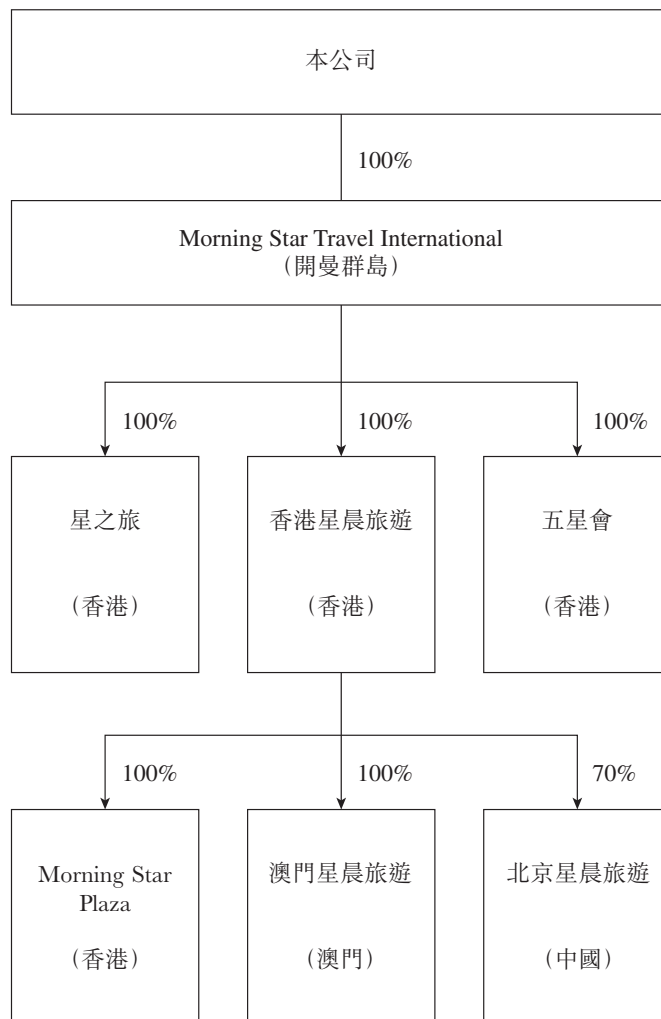 本公司
100%
Morning Star Travel International
(開曼群島)
100%
100%
100%
星之旅
香港星晨旅遊
五星會
(香港)
(香港)
(香港)
100%
100%
70%
Morning Star
Plaza
澳門星晨旅遊
北京星晨旅遊
(香港)
(澳門)
(中國)